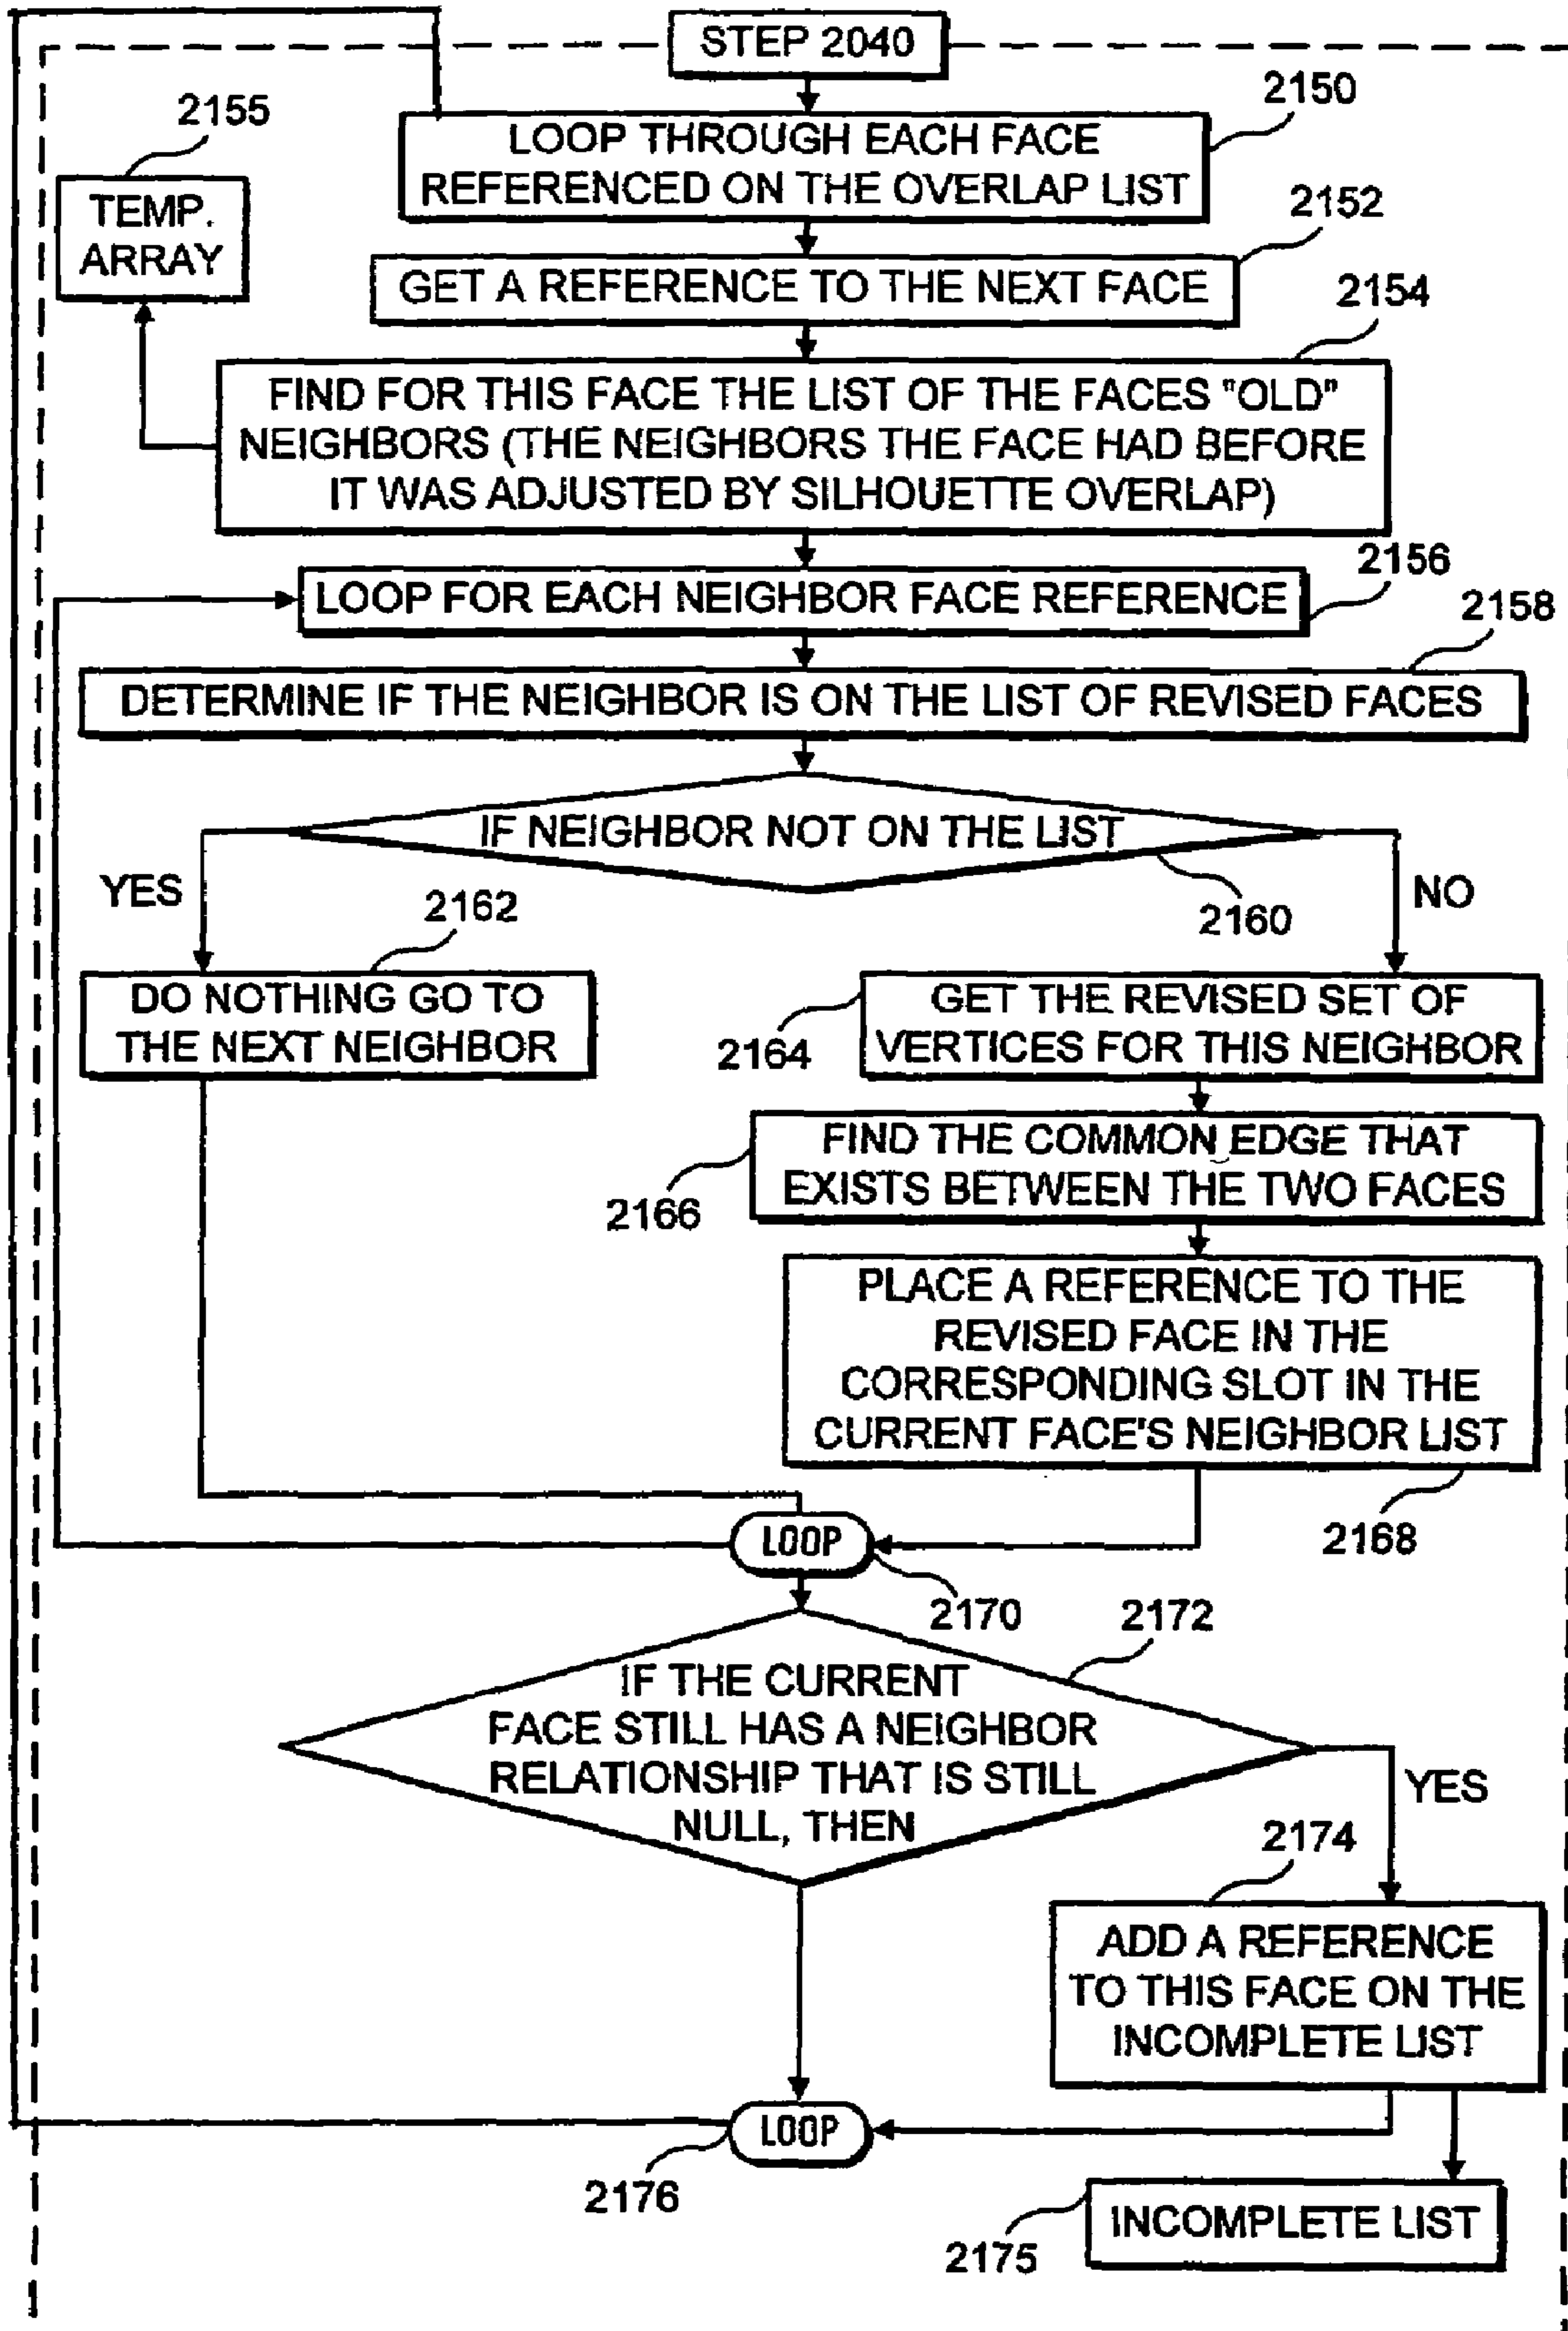 STEP 2040
2150
LOOP THROUGH EACH FACE
REFERENCED ON THE OVERLAP LIST
2155
TEMP.
ARRAY
2152
GET A REFERENCE TO THE NEXT FACE
2154
FIND FOR THIS FACE THE LIST OF THE FACES "OLD"
NEIGHBORS (THE NEIGHBORS THE FACE HAD BEFORE
IT WAS ADJUSTED BY SILHOUETTE OVERLAP)
2156
LOOP FOR EACH NEIGHBOR FACE REFERENCE
2158
DETERMINE IF THE NEIGHBOR IS ON THE LIST OF REVISED FACES
IF NEIGHBOR NOT ON THE LIST
2160
YES
NO
2162
DO NOTHING GO TO
THE NEXT NEIGHBOR
2164
GET THE REVISED SET OF
VERTICES FOR THIS NEIGHBOR
2166
FIND THE COMMON EDGE THAT
EXISTS BETWEEN THE TWO FACES
PLACE A REFERENCE TO THE
REVISED FACE IN THE
CORRESPONDING SLOT IN THE
CURRENT FACE'S NEIGHBOR LIST
2168
LOOP
2170
2172
IF THE CURRENT
FACE STILL HAS A NEIGHBOR
RELATIONSHIP THAT IS STILL
NULL, THEN
YES
2174
ADD A REFERENCE
TO THIS FACE ON THE
INCOMPLETE LIST
LOOP
2176
2175
INCOMPLETE LIST